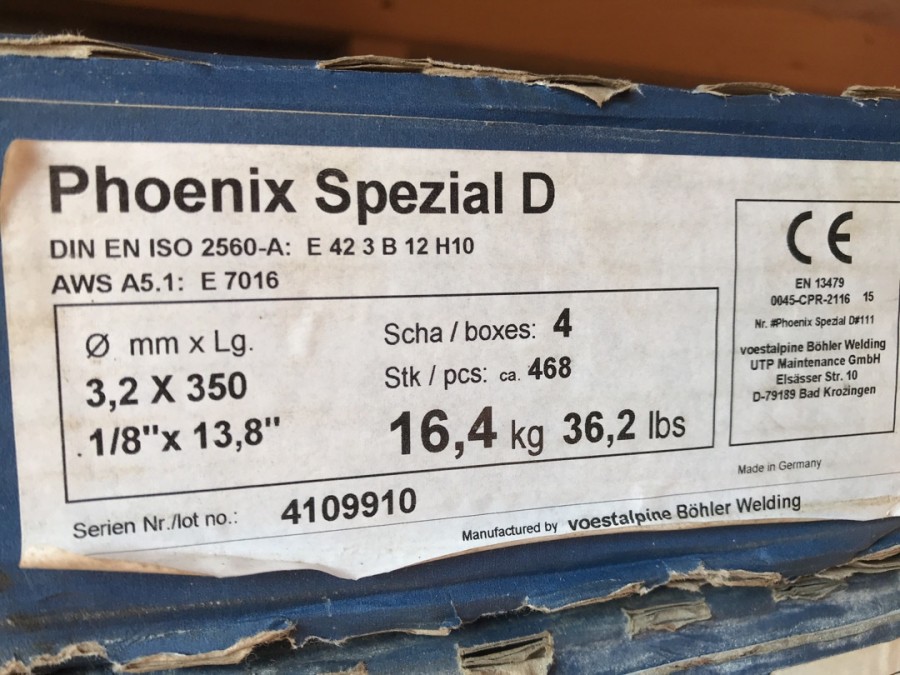 Phoenix Spezial D
DIN EN ISO 2560-A: E 42 3 B 12 H10
AWS A5.1: E 7016
Ø mm x Lg.
3,2 X 350
1/8"x 13,8"
Scha / boxes: 4
Stk / pcs: ca. 468
16,4 kg 36,2 lbs
CE
EN 13479
0045-CPR-2116 15
Nr. #Phoenix Spezial D#111
voestalpine Böhler Welding
UTP Maintenance GmbH
Elsässer Str. 10
D-79189 Bad Krozingen
Made in Germany
Serien Nr./lot no.: 4109910
Manufactured by voestalpine Böhler Welding